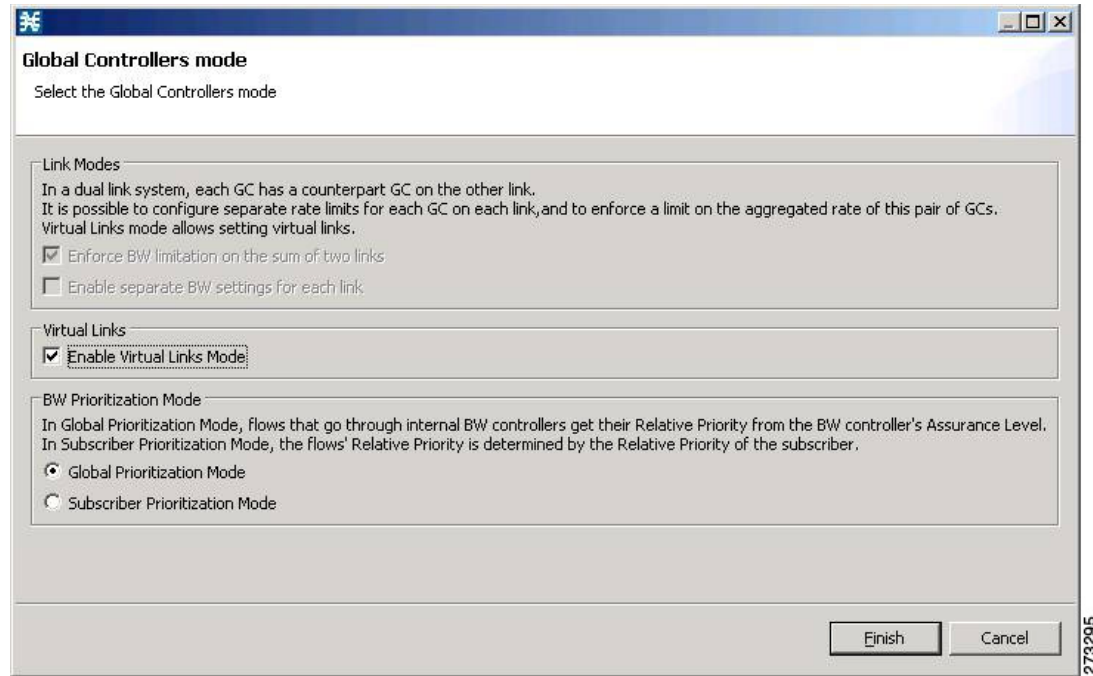 Global Controllers mode
Select the Global Controllers mode
Link Modes
In a dual link system, each GC has a counterpart GC on the other link.
It is possible to configure separate rate limits for each GC on each link,and to enforce a limit on the aggregated rate of this pair of GCs.
Virtual Links mode allows setting virtual links.
Enforce BW limitation on the sum of two links
Enable separate BW settings for each link
Virtual Links
Enable Virtual Links Mode
BW Prioritization Mode
In Global Prioritization Mode, flows that go through internal BW controllers get their Relative Priority from the BW controller's Assurance Level.
In Subscriber Prioritization Mode, the flows' Relative Priority is determined by the Relative Priority of the subscriber.
Global Prioritization Mode
Subscriber Prioritization Mode
Finish
Cancel
273295